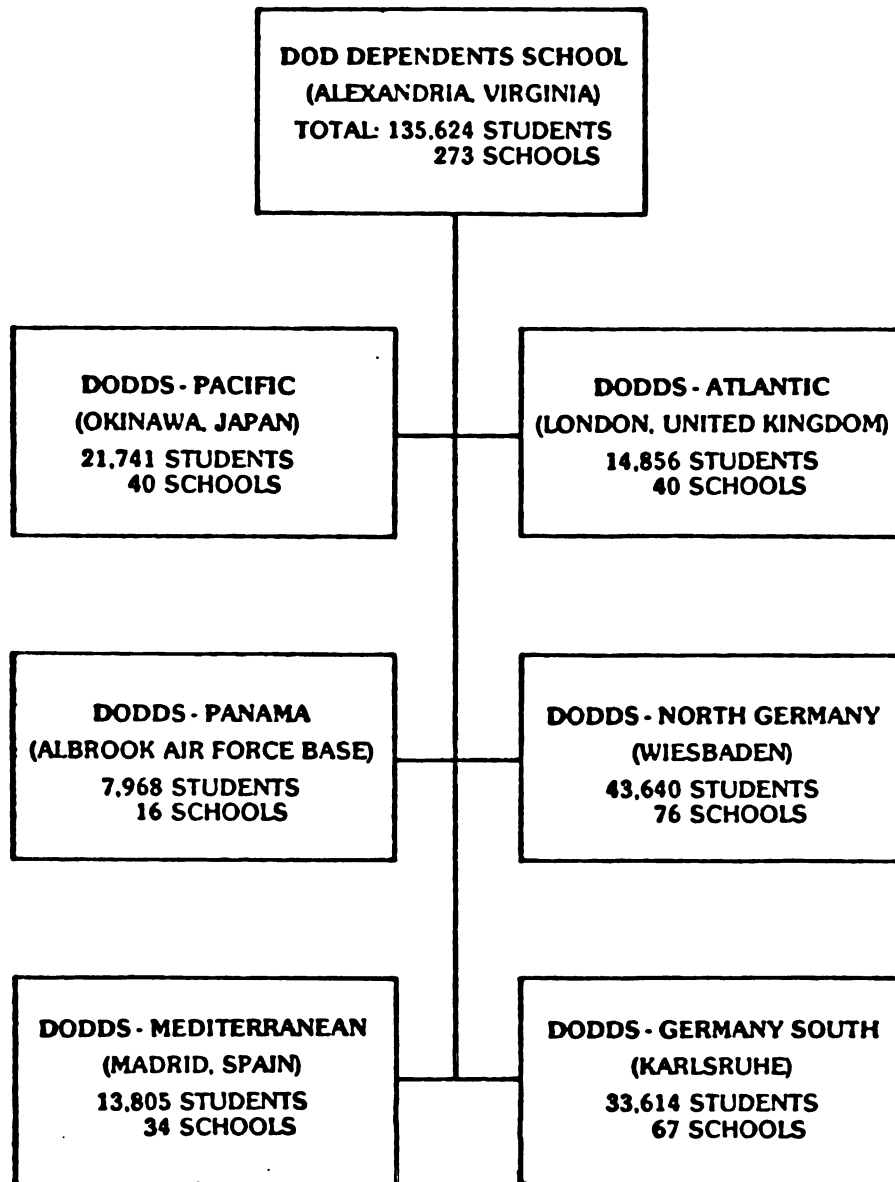 DOD DEPENDENTS SCHOOL
(ALEXANDRIA, VIRGINIA)
TOTAL: 135,624 STUDENTS
273 SCHOOLS
DODDS - PACIFIC
(OKINAWA, JAPAN)
21,741 STUDENTS
40 SCHOOLS
DODDS - ATLANTIC
(LONDON, UNITED KINGDOM)
14,856 STUDENTS
40 SCHOOLS
DODDS - PANAMA
(ALBROOK AIR FORCE BASE)
7,968 STUDENTS
16 SCHOOLS
DODDS - NORTH GERMANY
(WIESBADEN)
43,640 STUDENTS
76 SCHOOLS
DODDS - MEDITERRANEAN
(MADRID, SPAIN)
13,805 STUDENTS
34 SCHOOLS
DODDS - GERMANY SOUTH
(KARLSRUHE)
33,614 STUDENTS
67 SCHOOLS